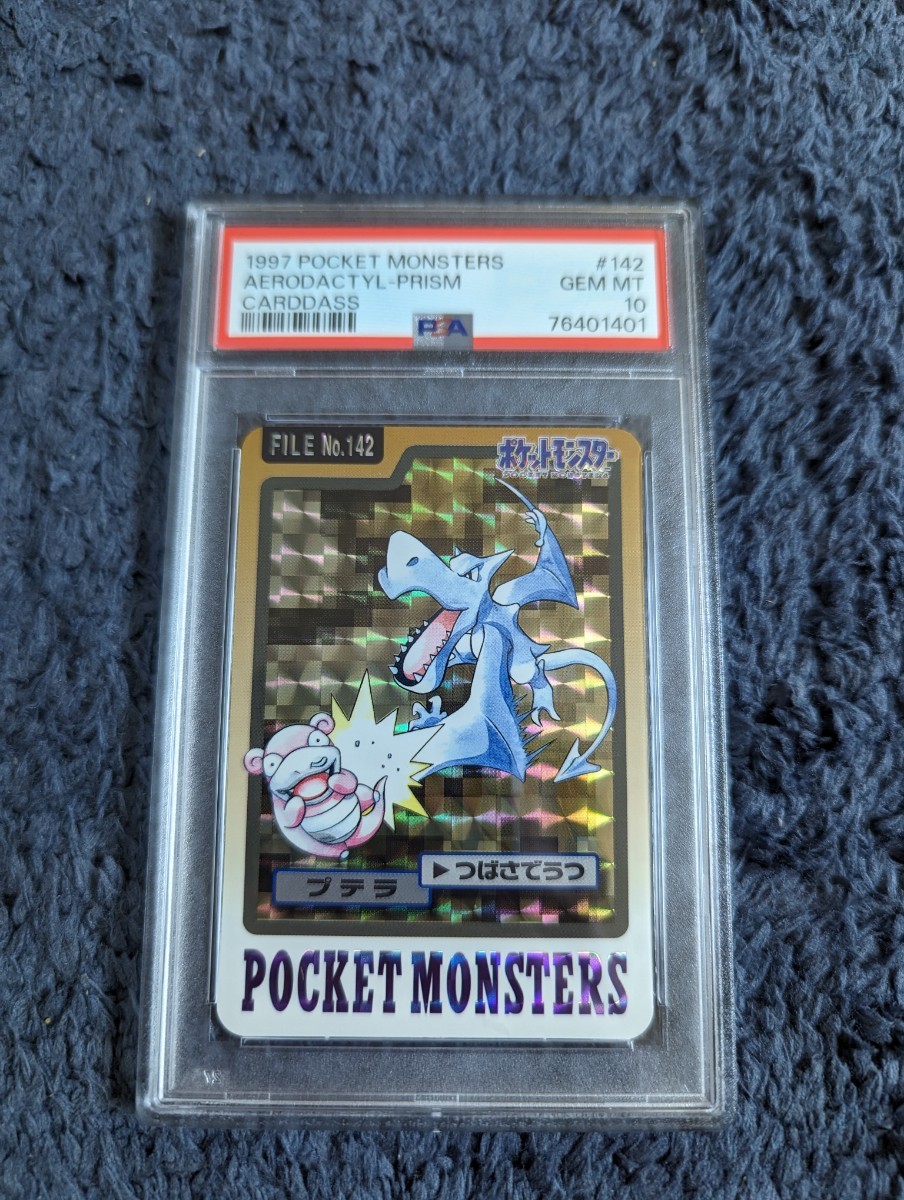 1997 POCKET MONSTERS #142
AERODACTYL-PRISM GEM MT
CARDDASS 10
PSA 76401401
FILE No.142
ポケットモンスター
つばさでうつ
プテラ
POCKET MONSTERS